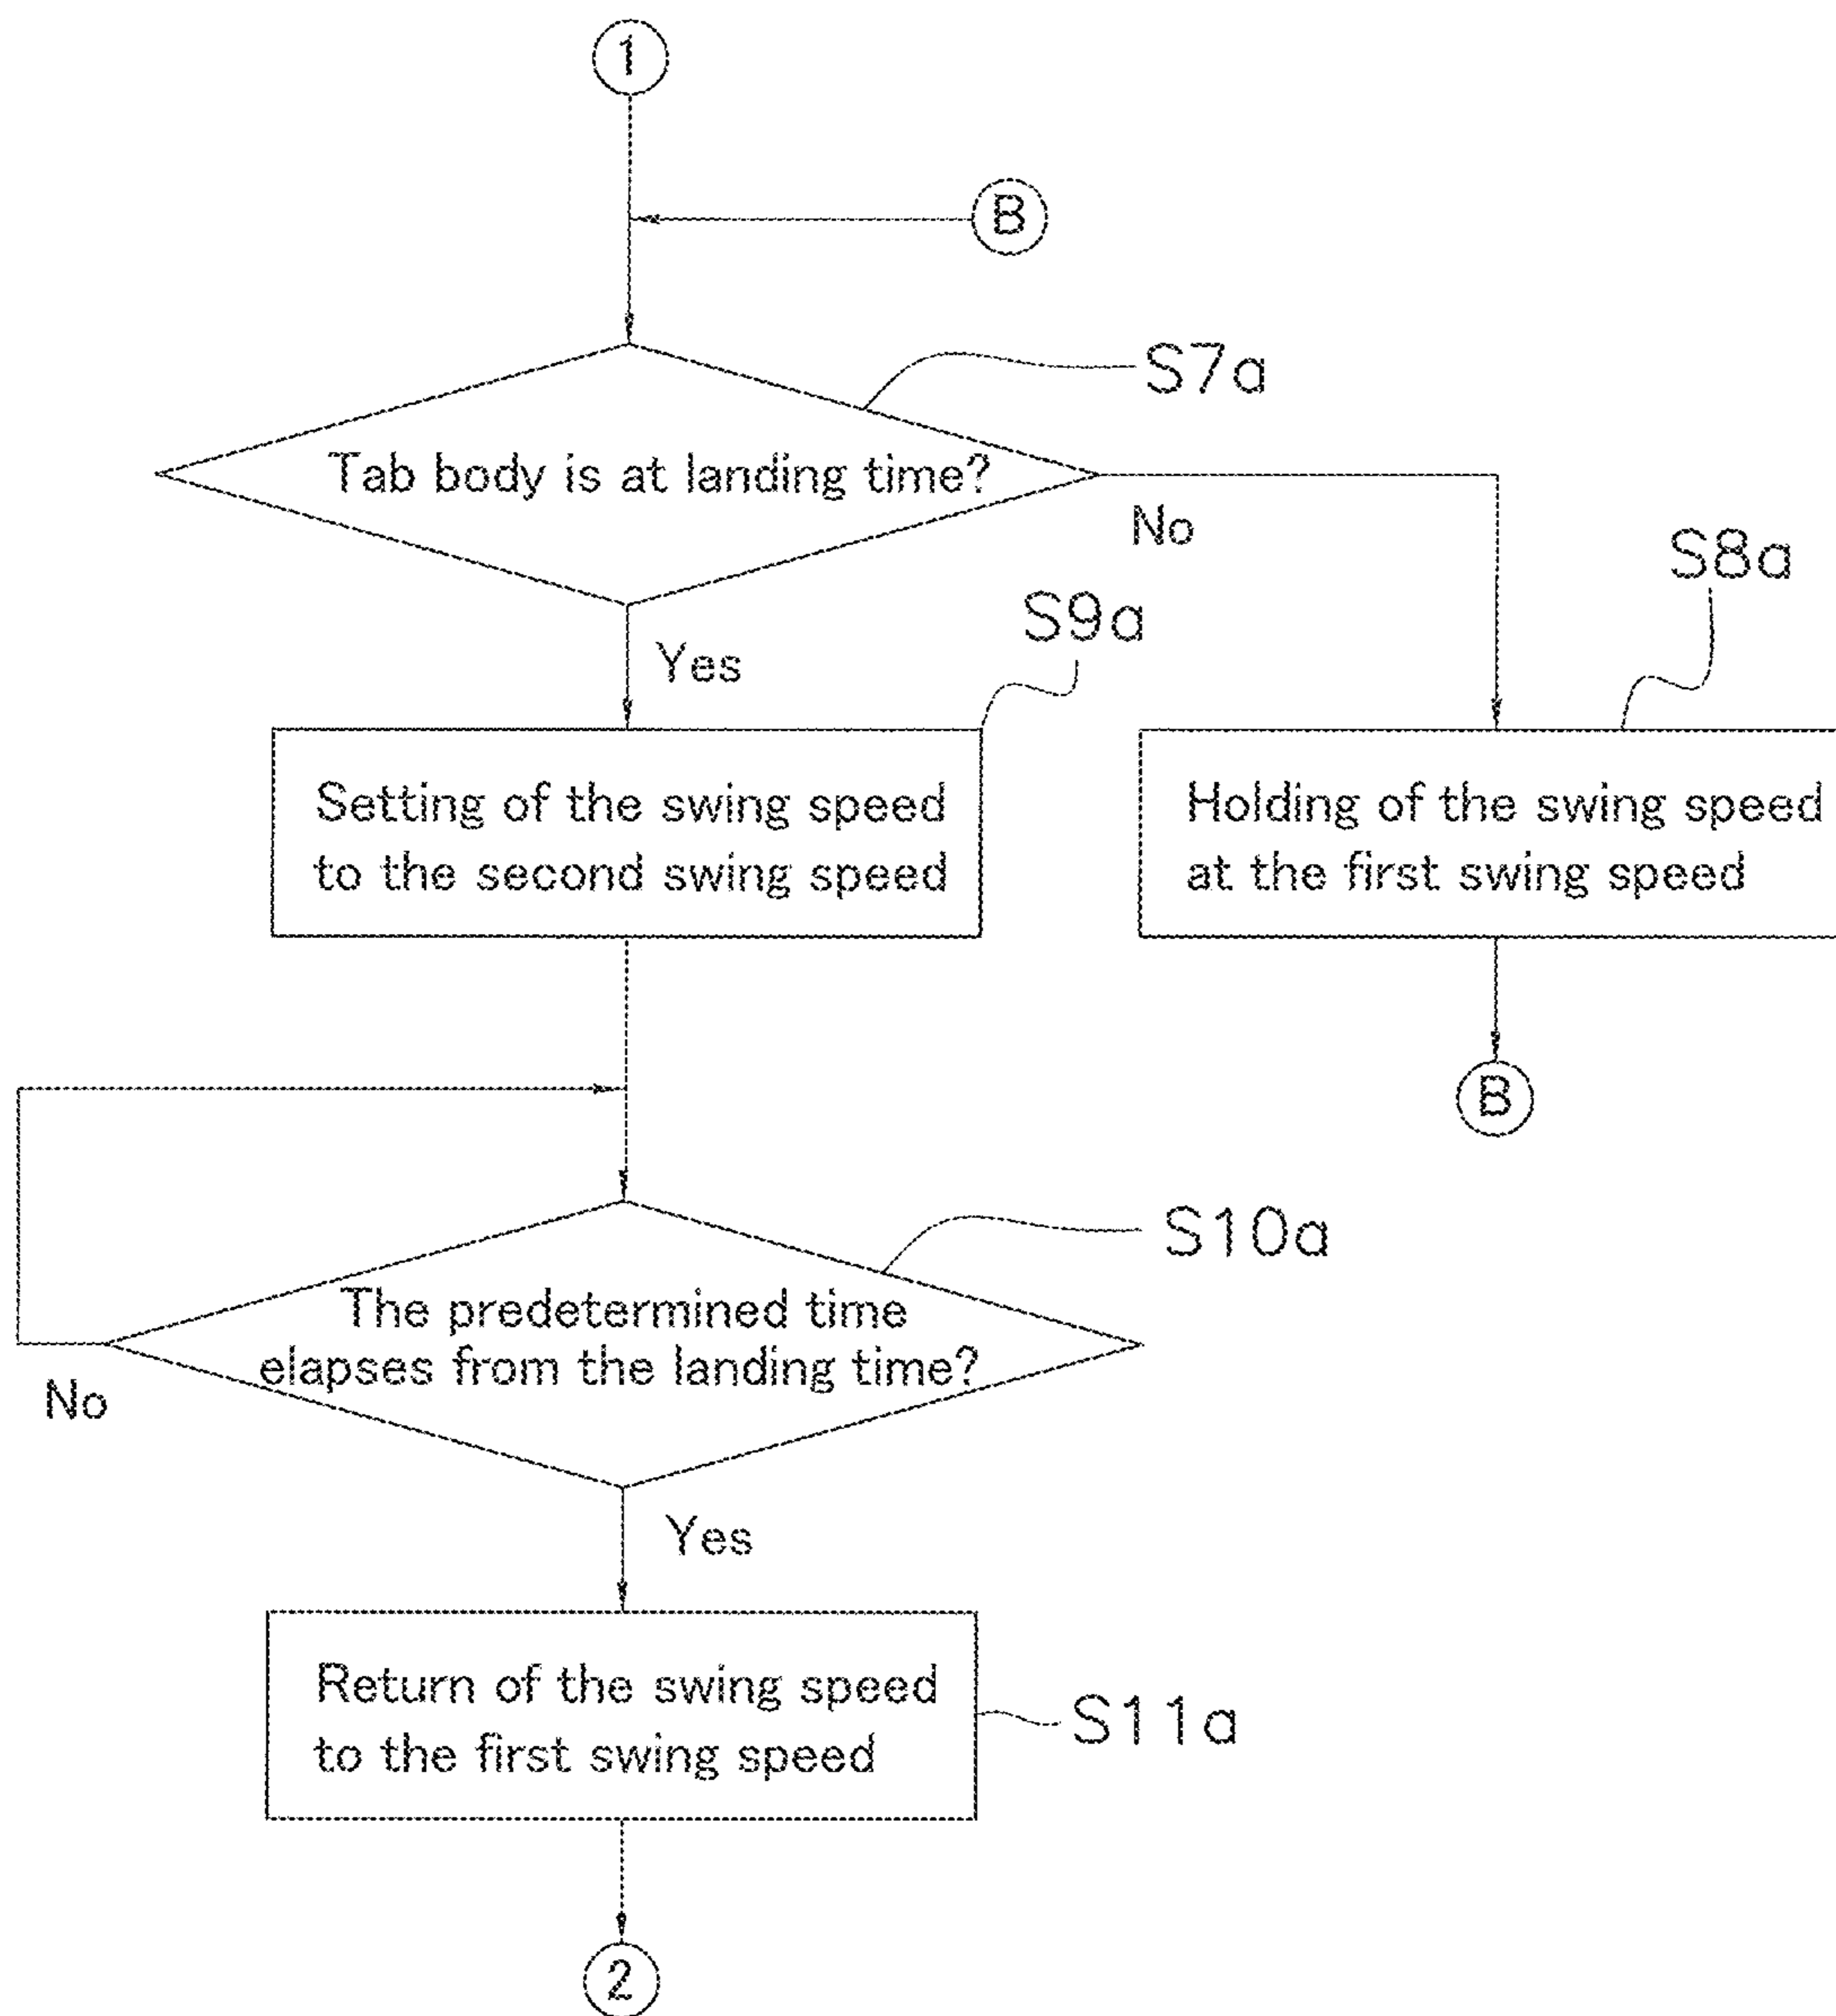 1
B
S7a
Tab body is at landing time?
No
S8a
S9a
Yes
Setting of the swing speed
to the second swing speed
Holding of the swing speed
at the first swing speed
B
S10a
The predetermined time
elapses from the landing time?
No
Yes
Return of the swing speed
to the first swing speed
S11a
2